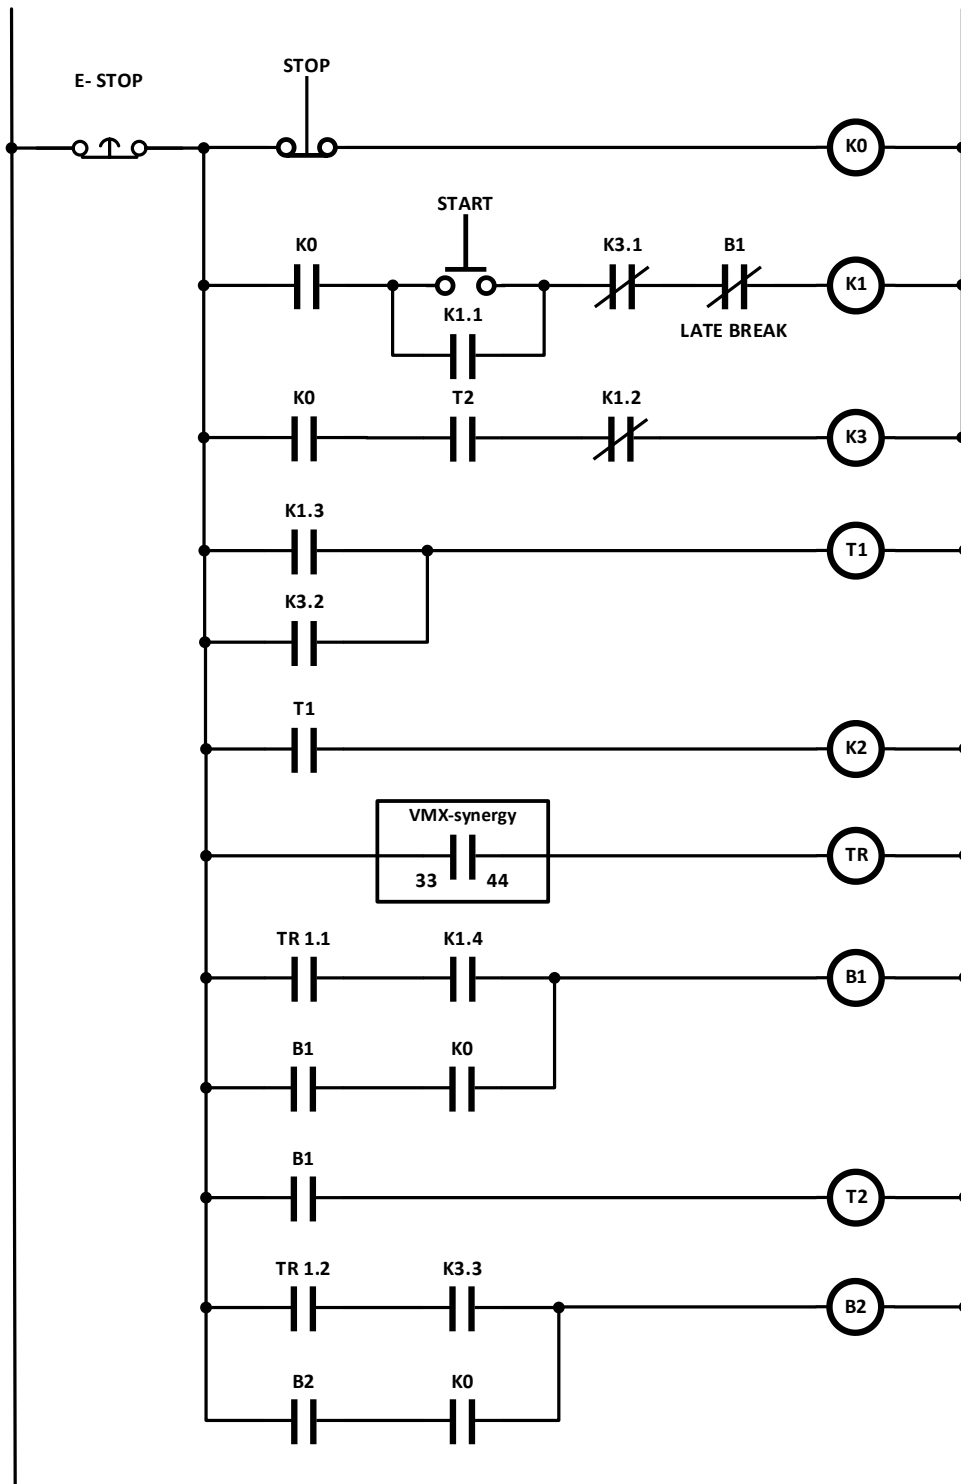 E- STOP
STOP
K0
START
K0
K3.1
B1
K1
K1.1
LATE BREAK
K0
T2
K1.2
K3
K1.3
T1
K3.2
T1
K2
VMX-synergy
TR
33
44
TR 1.1
K1.4
B1
B1
K0
B1
T2
TR 1.2
K3.3
B2
B2
K0